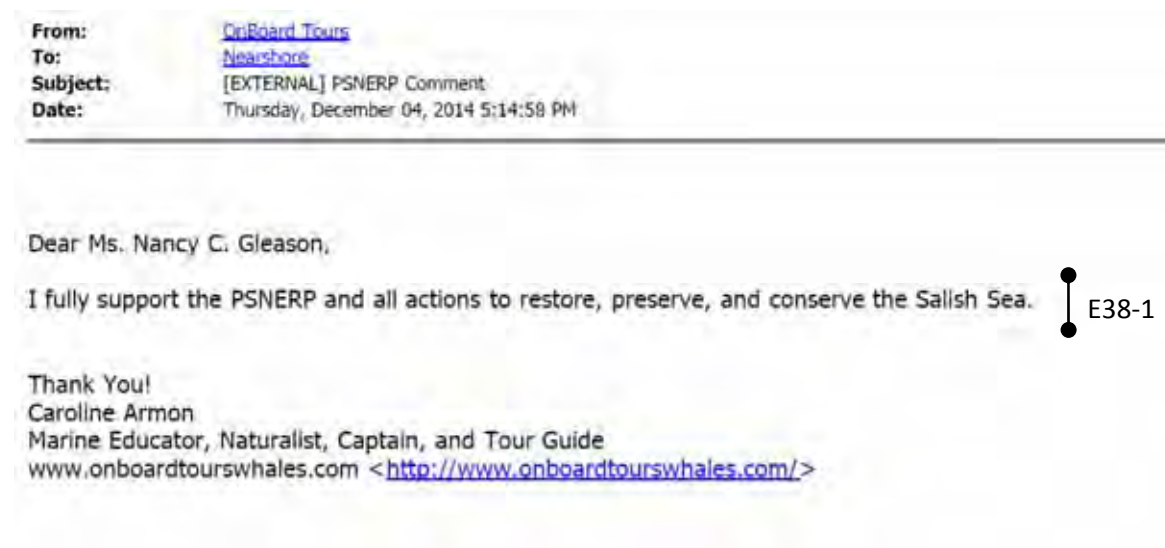 From: OnBoard Tours
To: Nearshore
Subject: [EXTERNAL] PSNERP Comment
Date: Thursday, December 04, 2014 5:14:58 PM
Dear Ms. Nancy C. Gleason,
I fully support the PSNERP and all actions to restore, preserve, and conserve the Salish Sea.
E38-1
Thank You!
Caroline Armon
Marine Educator, Naturalist, Captain, and Tour Guide
www.onboardtourswhales.com <http://www.onboardtourswhales.com/>